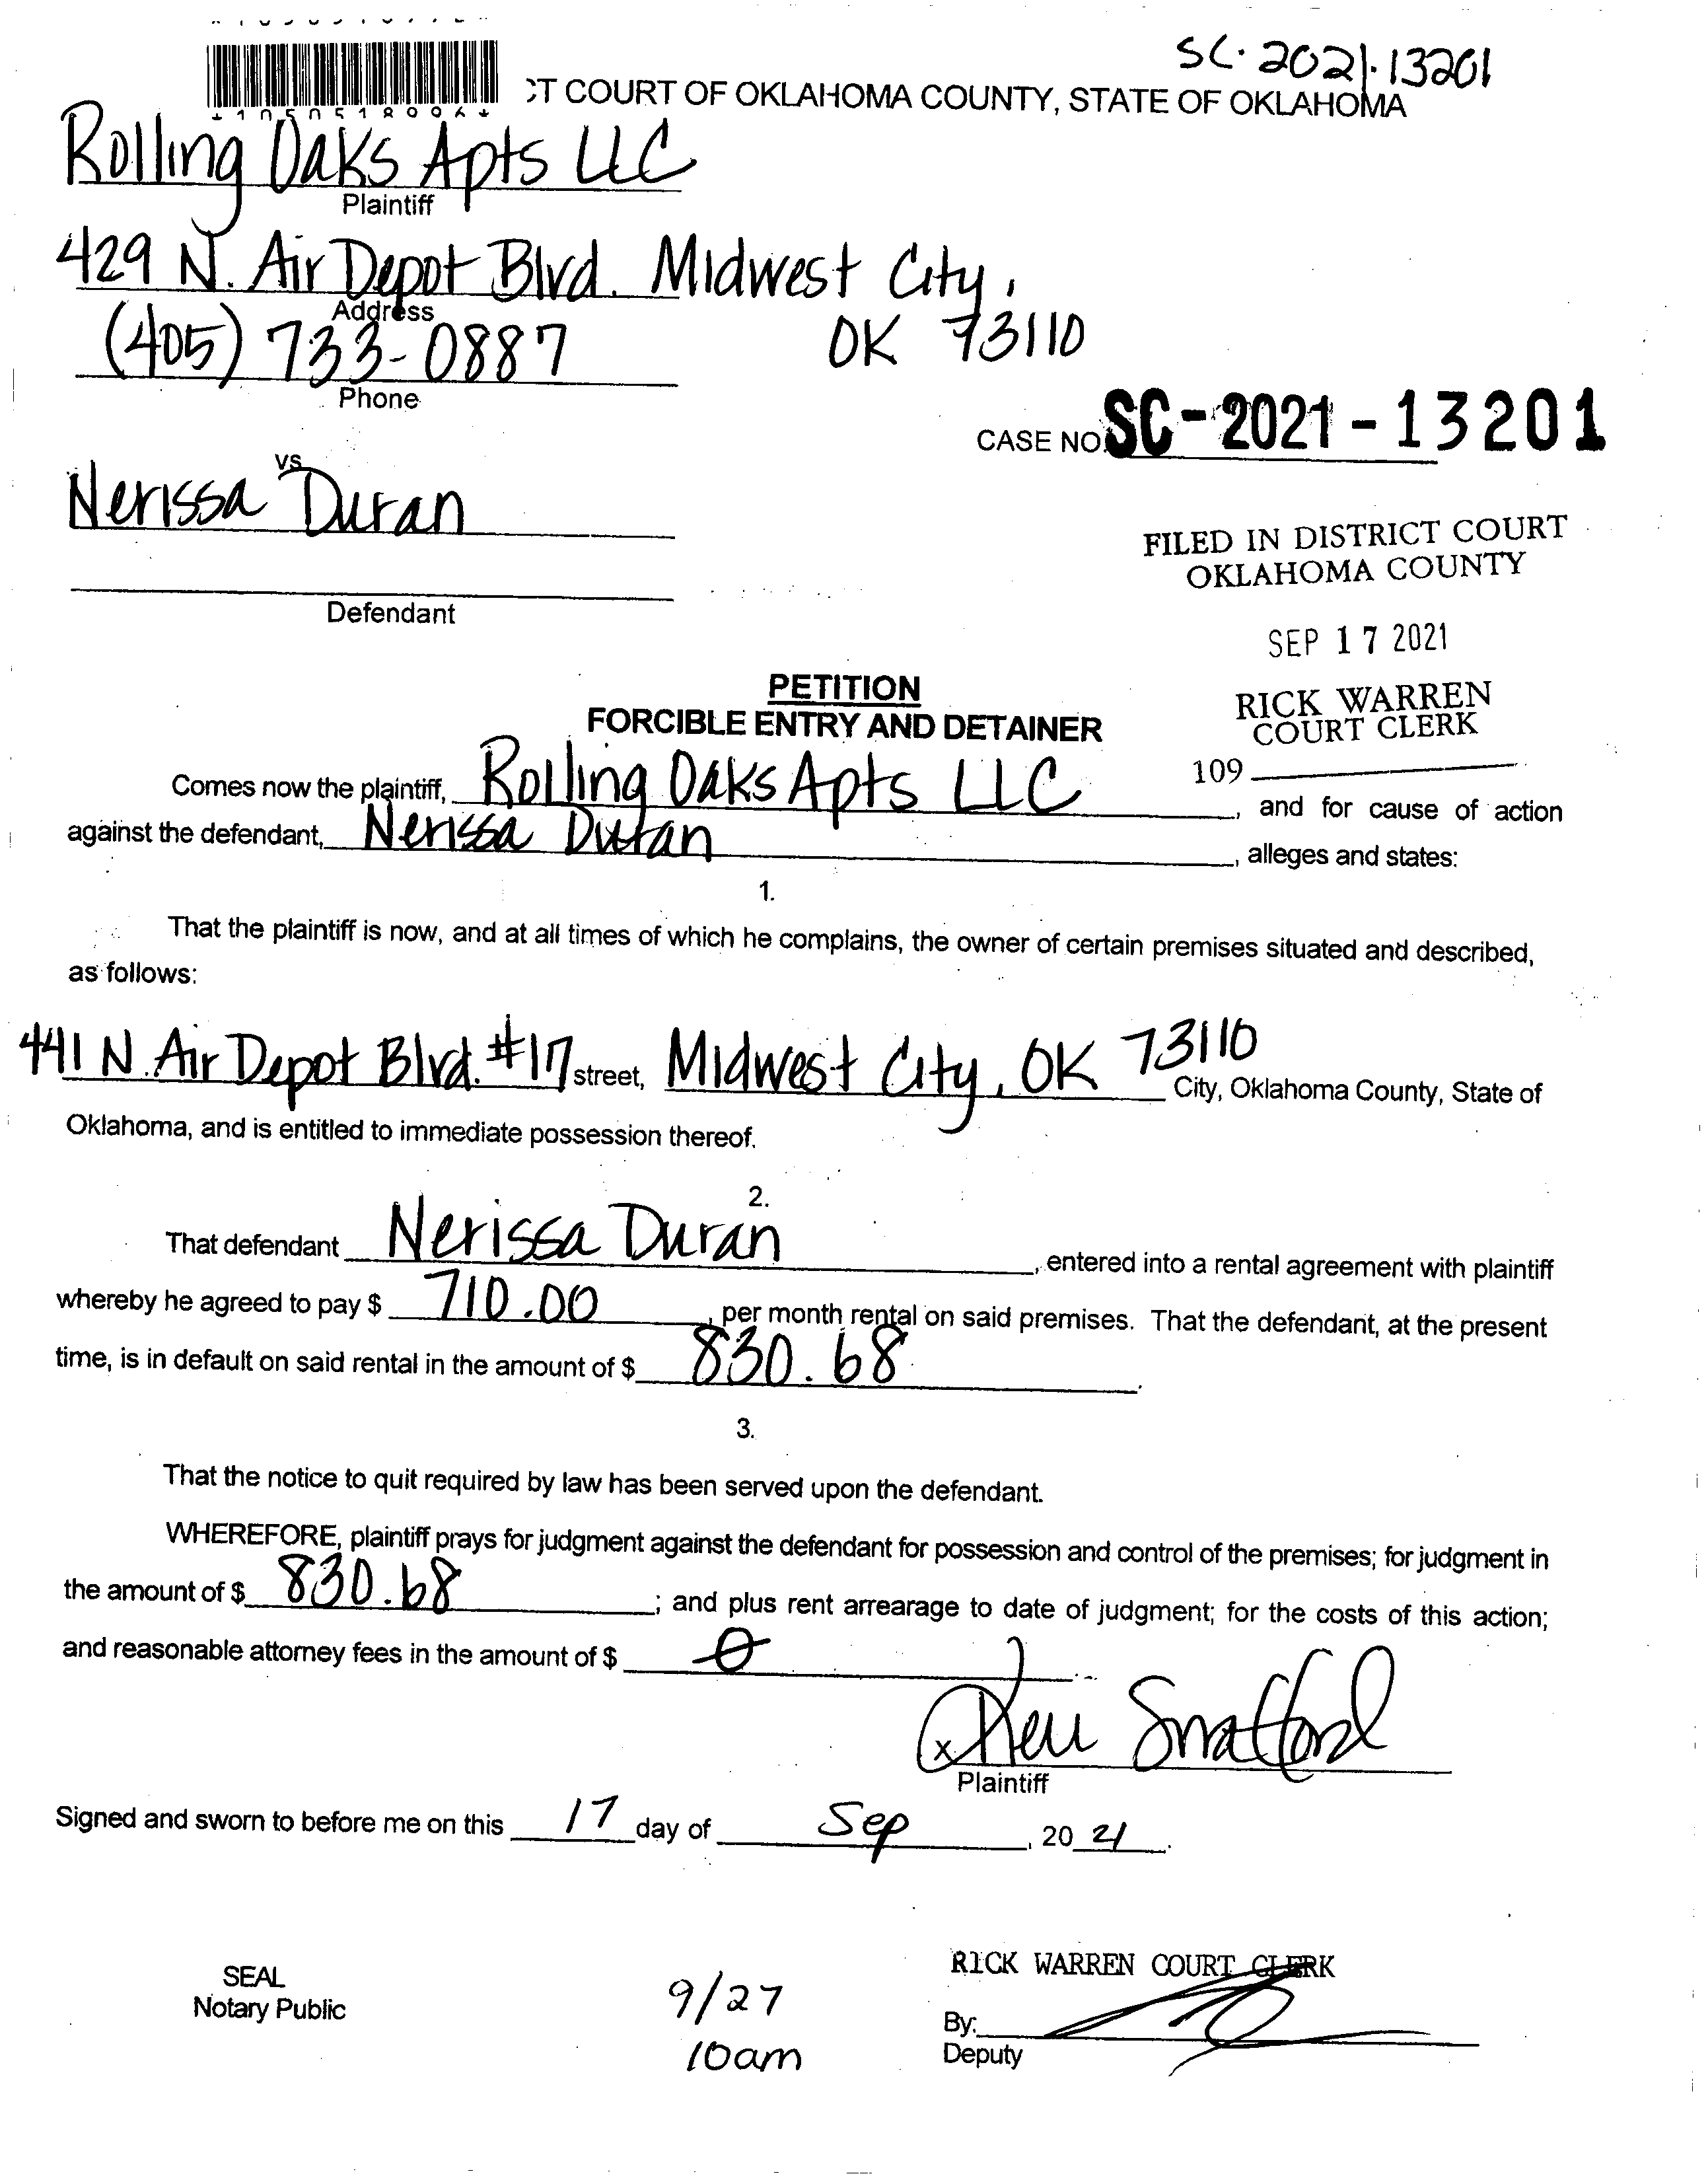 SC-2021-13201
CT COURT OF OKLAHOMA COUNTY, STATE OF OKLAHOMA
Rolling Oaks Apts LLC
Plaintiff
429 N. Air Depot Blvd. Midwest City,
Address
OK 73110
(405) 733-0887
Phone
CASE NO. SC-2021-13201
vs
Nerissa Duran
FILED IN DISTRICT COURT
OKLAHOMA COUNTY
Defendant
SEP 17 2021
PETITION
FORCIBLE ENTRY AND DETAINER
RICK WARREN
COURT CLERK
109
Comes now the plaintiff, Rolling Oaks Apts LLC, and for cause of action
against the defendant, Nerissa Duran, alleges and states:
1.
That the plaintiff is now, and at all times of which he complains, the owner of certain premises situated and described,
as follows:
441 N. Air Depot Blvd. #17 street, Midwest City, OK 73110 City, Oklahoma County, State of
Oklahoma, and is entitled to immediate possession thereof.
2.
That defendant Nerissa Duran, entered into a rental agreement with plaintiff
whereby he agreed to pay $ 710.00, per month rental on said premises. That the defendant, at the present
time, is in default on said rental in the amount of $ 830.68.
3.
That the notice to quit required by law has been served upon the defendant.
WHEREFORE, plaintiff prays for judgment against the defendant for possession and control of the premises; for judgment in
the amount of $ 830.68; and plus rent arrearage to date of judgment; for the costs of this action;
and reasonable attorney fees in the amount of $ 0
x
Plaintiff
Signed and sworn to before me on this 17 day of Sep, 20 21.
SEAL
Notary Public
9/27
10am
RICK WARREN COURT CLERK
By:
Deputy